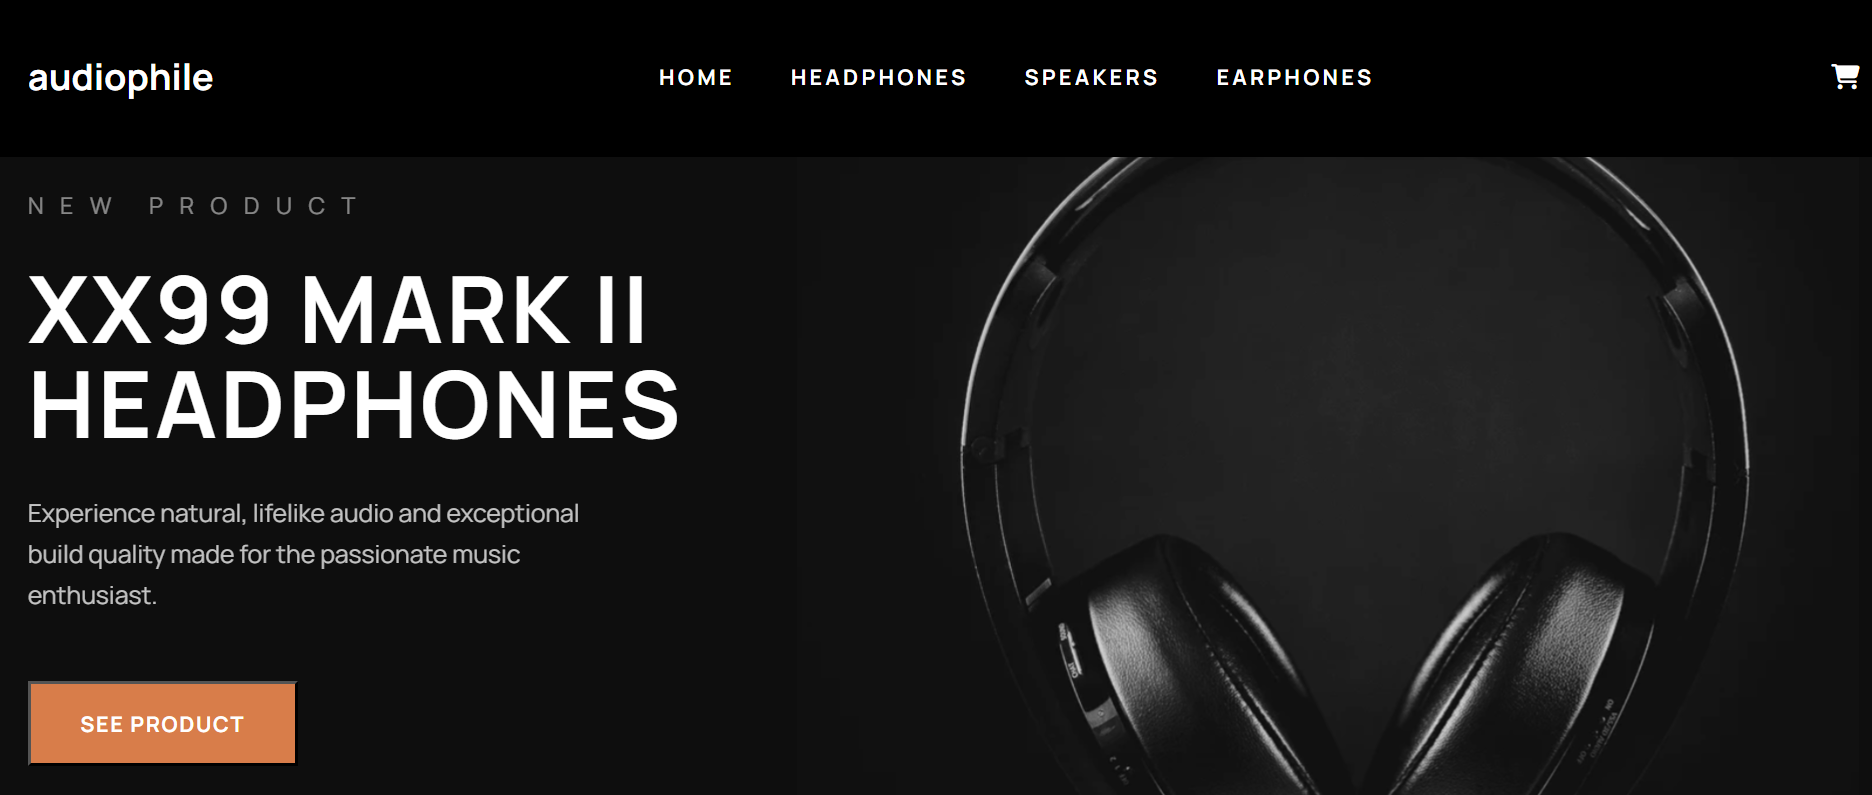 audiophile
HOME HEADPHONES SPEAKERS EARPHONES
NEW PRODUCT
XX99 MARK II
HEADPHONES
Experience natural, lifelike audio and exceptional
build quality made for the passionate music
enthusiast.
SEE PRODUCT